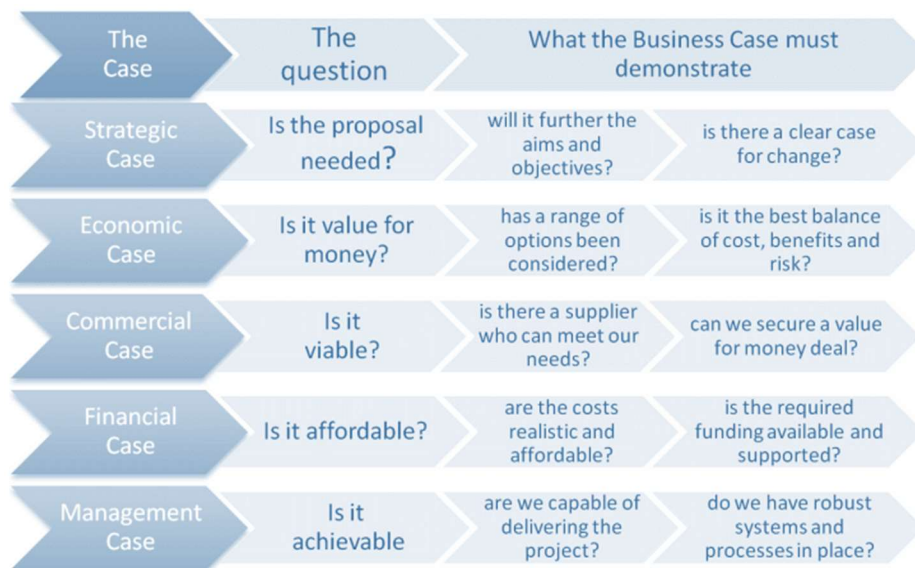 The
Case
The
question
What the Business Case must
demonstrate
Strategic
Case
Is the proposal
needed?
will it further the
aims and
objectives?
is there a clear case
for change?
Economic
Case
Is it value for
money?
has a range of
options been
considered?
is it the best balance
of cost, benefits and
risk?
Commercial
Case
Is it
viable?
is there a supplier
who can meet our
needs?
can we secure a value
for money deal?
Financial
Case
Is it affordable?
are the costs
realistic and
affordable?
is the required
funding available and
supported?
Management
Case
Is it
achievable
are we capable of
delivering the
project?
do we have robust
systems and
processes in place?